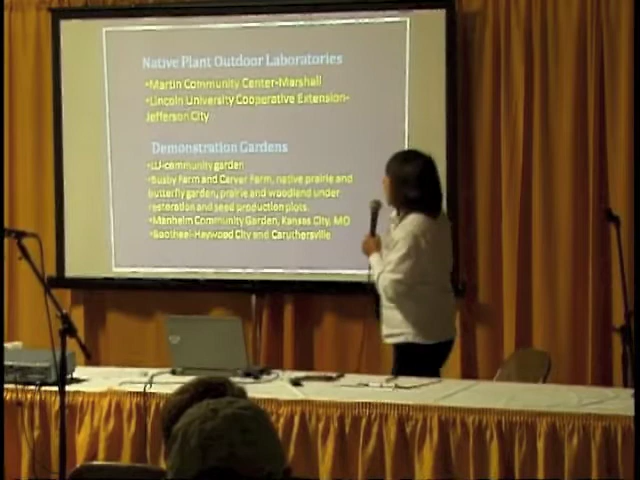 Native Plant Outdoor Laboratories
•Martin Community Center-Marshall
•Lincoln University Cooperative Extension-
Jefferson City
Demonstration Gardens
•LU-community garden
•Busby Farm and Carver Farm, native prairie and
butterfly garden, prairie and woodland under
restoration and seed production plots.
•Manheim Community Garden, Kansas City, MO
•Bootheel-Haywood City and Caruthersville